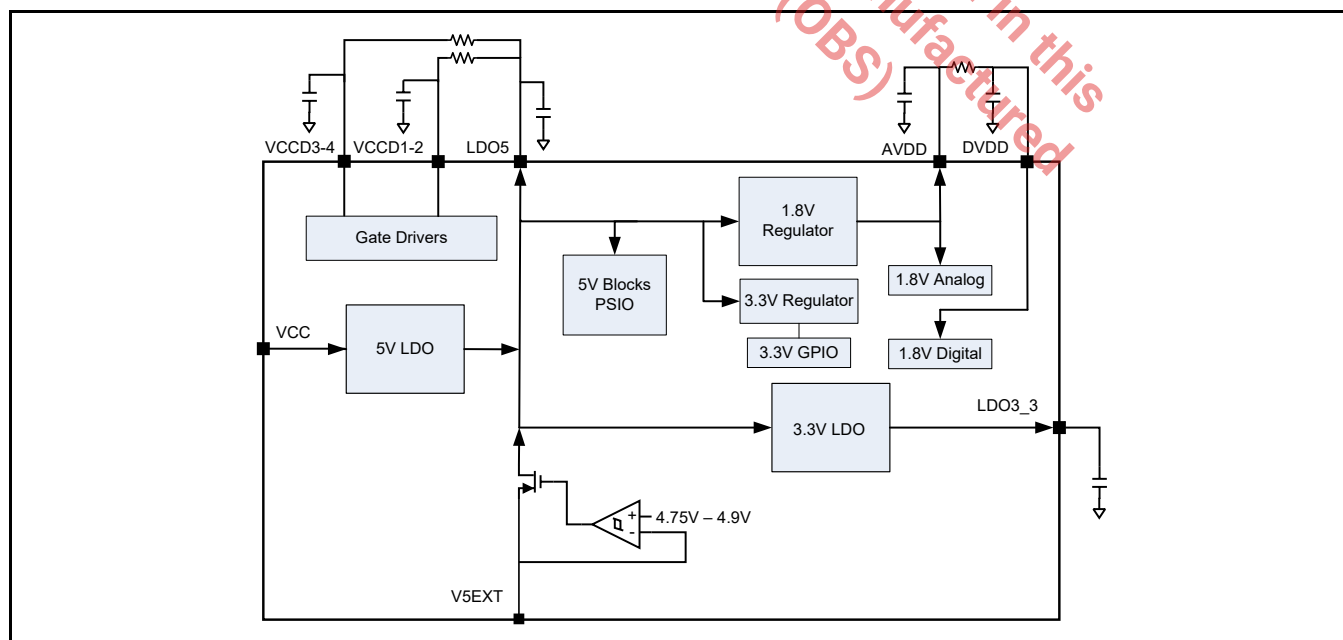 in this
nufactured
(OBS)
VCCD3-4
VCCD1-2
LDO5
AVDD
DVDD
Gate Drivers
1.8V
Regulator
5V Blocks
PSIO
1.8V Analog
3.3V Regulator
VCC
5V LDO
3.3V GPIO
1.8V Digital
LDO3_3
3.3V LDO
+
4.75V – 4.9V
-
V5EXT